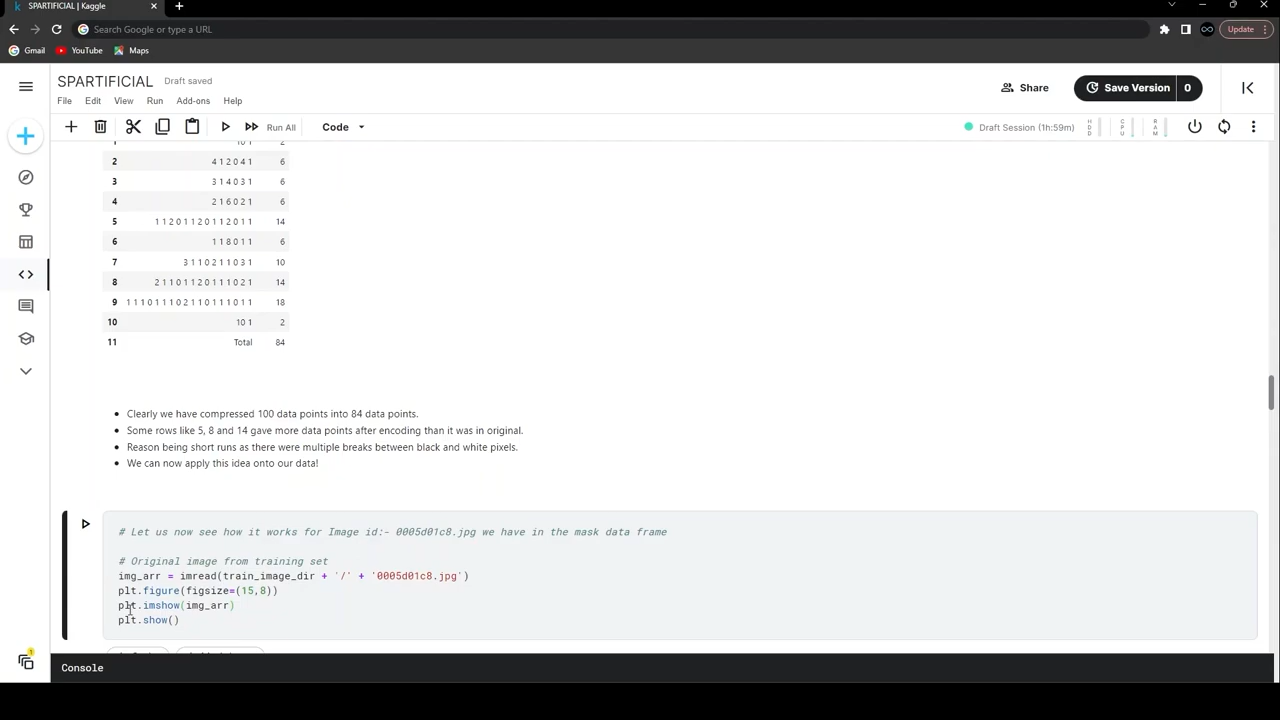 SPARTIFICIAL | Kaggle
Search Google or type a URL
Update
Gmail YouTube Maps
SPARTIFICIAL Draft saved
File Edit View Run Add-ons Help
Share
Save Version 0
Run All Code
Draft Session (1h:59m)
HDD CPU RAM
1 10 1 2
2 4 1 2 0 4 1 6
3 3 1 4 0 3 1 6
4 2 1 6 0 2 1 6
5 1 1 2 0 1 1 2 0 1 1 2 0 1 1 14
6 1 1 8 0 1 1 6
7 3 1 1 0 2 1 1 0 3 1 10
8 2 1 1 0 1 1 2 0 1 1 1 0 2 1 14
9 1 1 1 0 1 1 1 0 2 1 1 0 1 1 1 0 1 1 18
10 10 1 2
11 Total 84
Clearly we have compressed 100 data points into 84 data points.
Some rows like 5, 8 and 14 gave more data points after encoding than it was in original.
Reason being short runs as there were multiple breaks between black and white pixels.
We can now apply this idea onto our data!
# Let us now see how it works for Image id:- 0005d01c8.jpg we have in the mask data frame
# Original image from training set
img_arr = imread(train_image_dir + '/' + '0005d01c8.jpg')
plt.figure(figsize=(15,8))
plt.imshow(img_arr)
plt.show()
1
Console